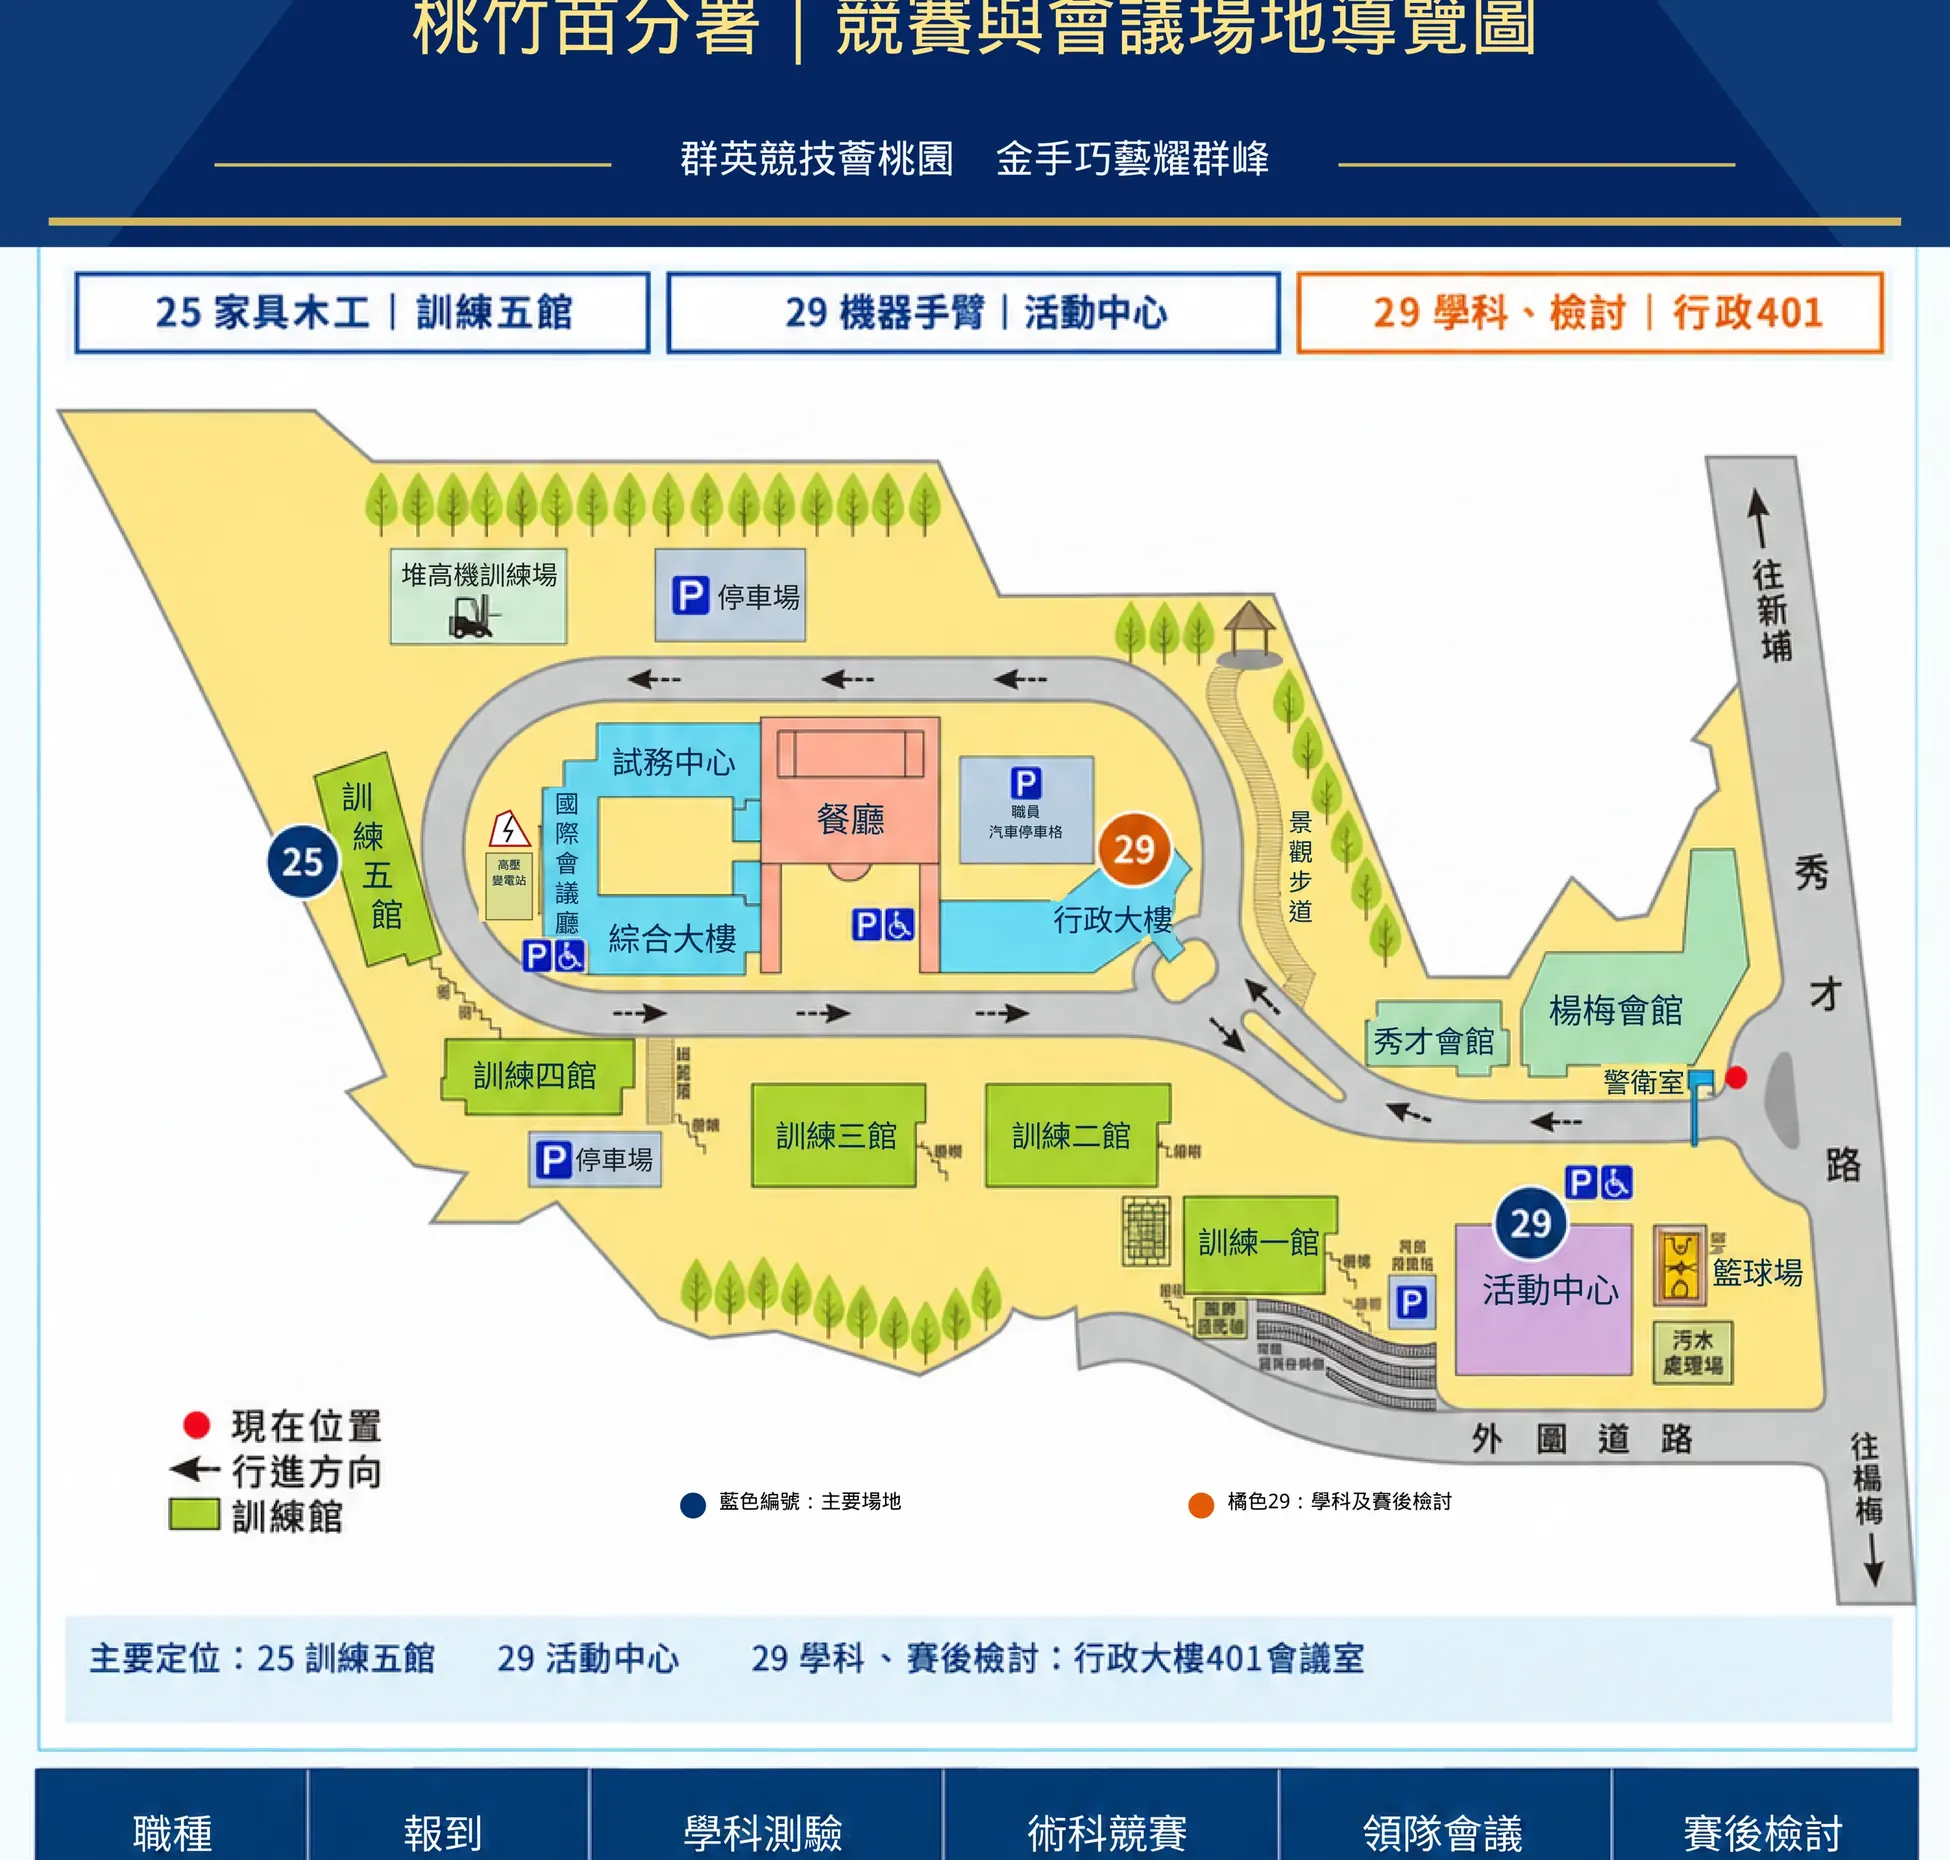 桃竹苗分署｜競賽與會議場地導覽圖
群英競技薈桃園　金手巧藝耀群峰
25 家具木工｜訓練五館
29 機器手臂｜活動中心
29 學科、檢討｜行政401
堆高機訓練場
P 停車場
往新埔
試務中心
國際會議廳
餐廳
P
職員
汽車停車格
29
景觀步道
訓練五館
25
高壓
變電站
綜合大樓
P
P
行政大樓
秀才路
楊梅會館
秀才會館
警衛室
訓練四館
P 停車場
訓練三館
訓練二館
訓練一館
P
29
活動中心
P
籃球場
污水
處理場
外圍道路
往楊梅
現在位置
行進方向
訓練館
藍色編號：主要場地
橘色29：學科及賽後檢討
主要定位：25 訓練五館　29 活動中心　29 學科、賽後檢討：行政大樓401會議室
職種　報到　學科測驗　術科競賽　領隊會議　賽後檢討